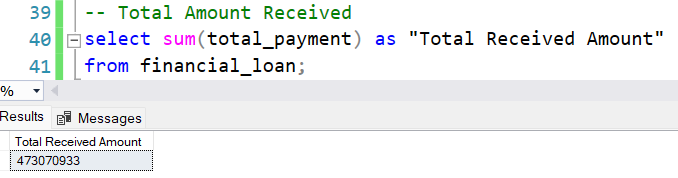 39 -- Total Amount Received
40 select sum(total_payment) as "Total Received Amount"
41 from financial_loan;
%
Results Messages
Total Received Amount
473070933